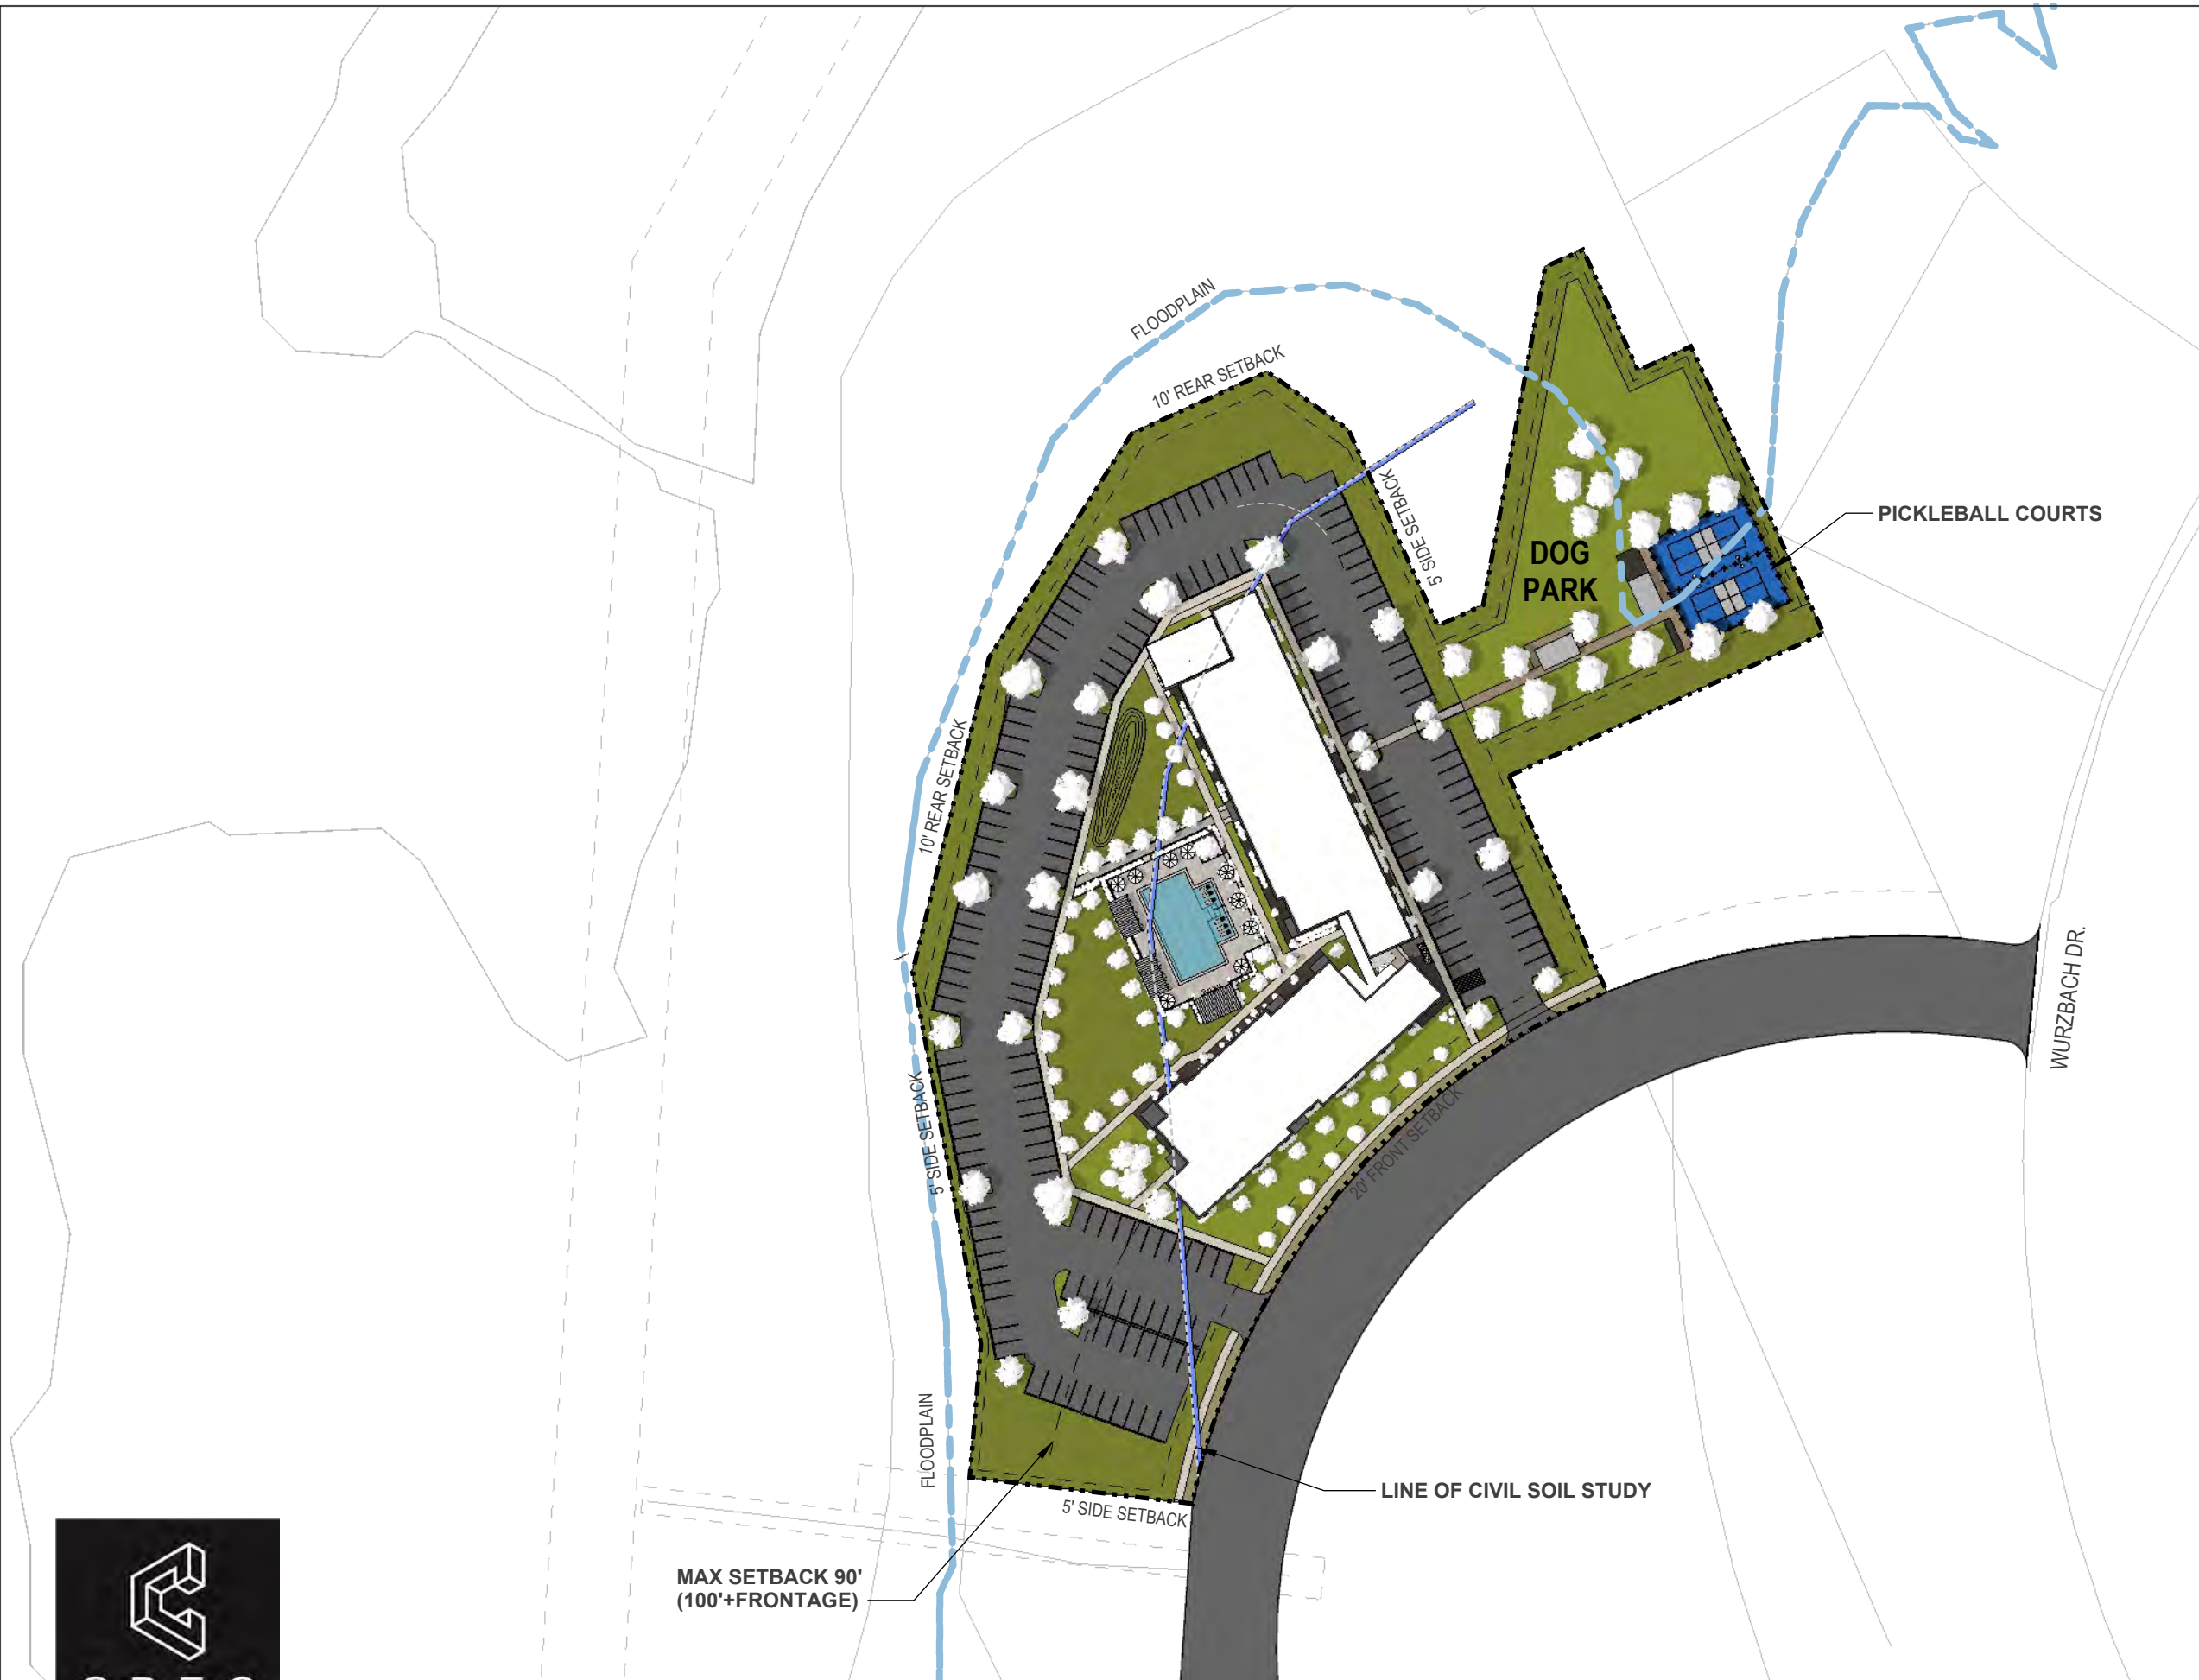 FLOODPLAIN
10' REAR SETBACK
5' SIDE SETBACK
PICKLEBALL COURTS
DOG
PARK
10' REAR SETBACK
WURZBACH DR.
5' SIDE SETBACK
20' FRONT SETBACK
FLOODPLAIN
LINE OF CIVIL SOIL STUDY
5' SIDE SETBACK
MAX SETBACK 90'
(100'+FRONTAGE)